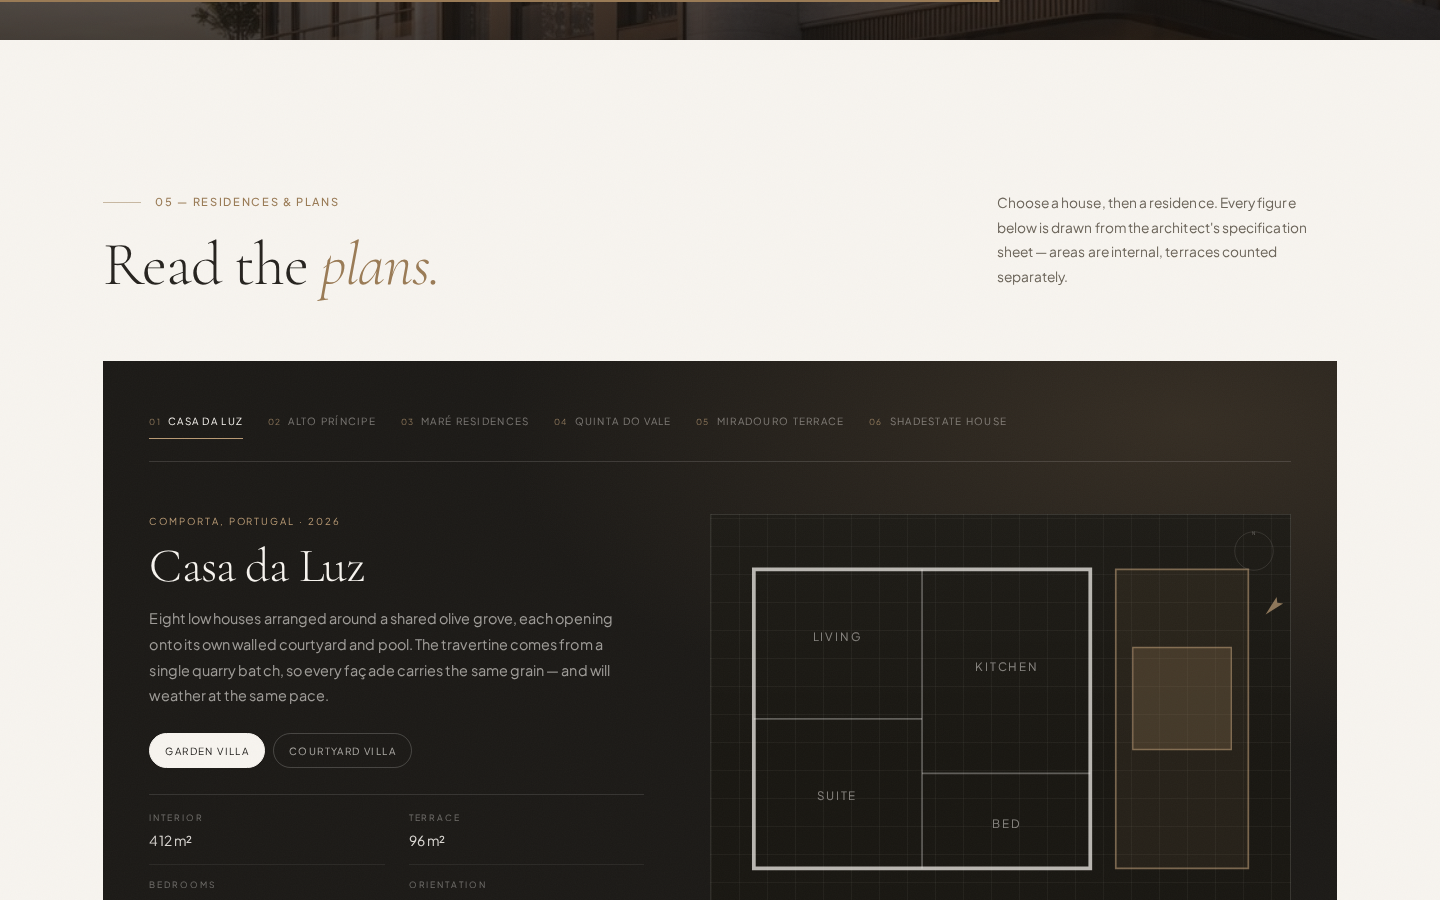 05 — RESIDENCES & PLANS
Read the plans.
Choose a house, then a residence. Every figure
below is drawn from the architect's specification
sheet — areas are internal, terraces counted
separately.
01 CASA DA LUZ
02 ALTO PRÍNCIPE
03 MARÉ RESIDENCES
04 QUINTA DO VALE
05 MIRADOURO TERRACE
06 SHADESTATE HOUSE
COMPORTA, PORTUGAL · 2026
Casa da Luz
Eight low houses arranged around a shared olive grove, each opening
onto its own walled courtyard and pool. The travertine comes from a
single quarry batch, so every façade carries the same grain — and will
weather at the same pace.
GARDEN VILLA
COURTYARD VILLA
INTERIOR
412 m²
TERRACE
96 m²
BEDROOMS
ORIENTATION
N
LIVING
KITCHEN
SUITE
BED